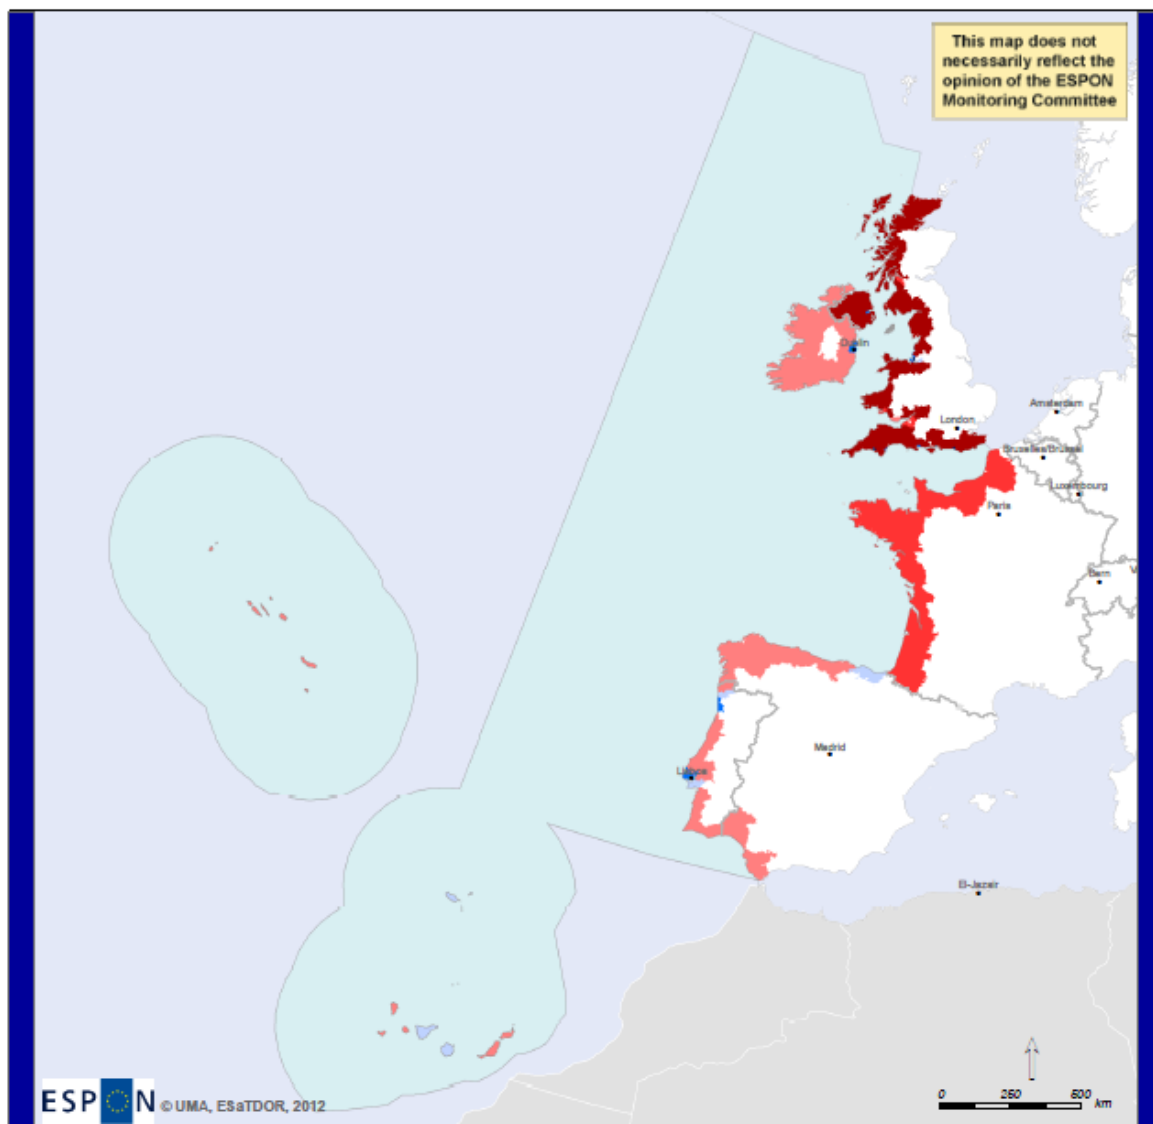 This map does not
necessarily reflect the
opinion of the ESPON
Monitoring Committee
Dublin
Amsterdam
London
Bruxelles/Brussel
Luxembourg
Paris
Bern
V
Madrid
Lisboa
El-Jazair
ESPON © UMA, ESaTDOR, 2012
0 250 500
km